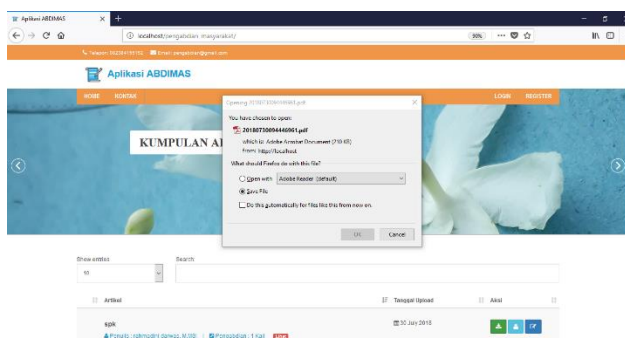 Aplikasi ABDIMAS
localhost/pengabdian_masyarakat/
90%
Aplikasi ABDIMAS
HOME KONTAK LOGIN REGISTER
KUMPULAN
Opening 20180730094446961.pdf
You have chosen to open:
20180730094446961.pdf
which is: Adobe Acrobat Document (210 KB)
from: http://localhost
What should Firefox do with this file?
Open with Adobe Reader (default)
Save File
Do this automatically for files like this from now on.
OK Cancel
Show entries Search
10
Artikel Tanggal Upload Aksi
spk 30 July 2018